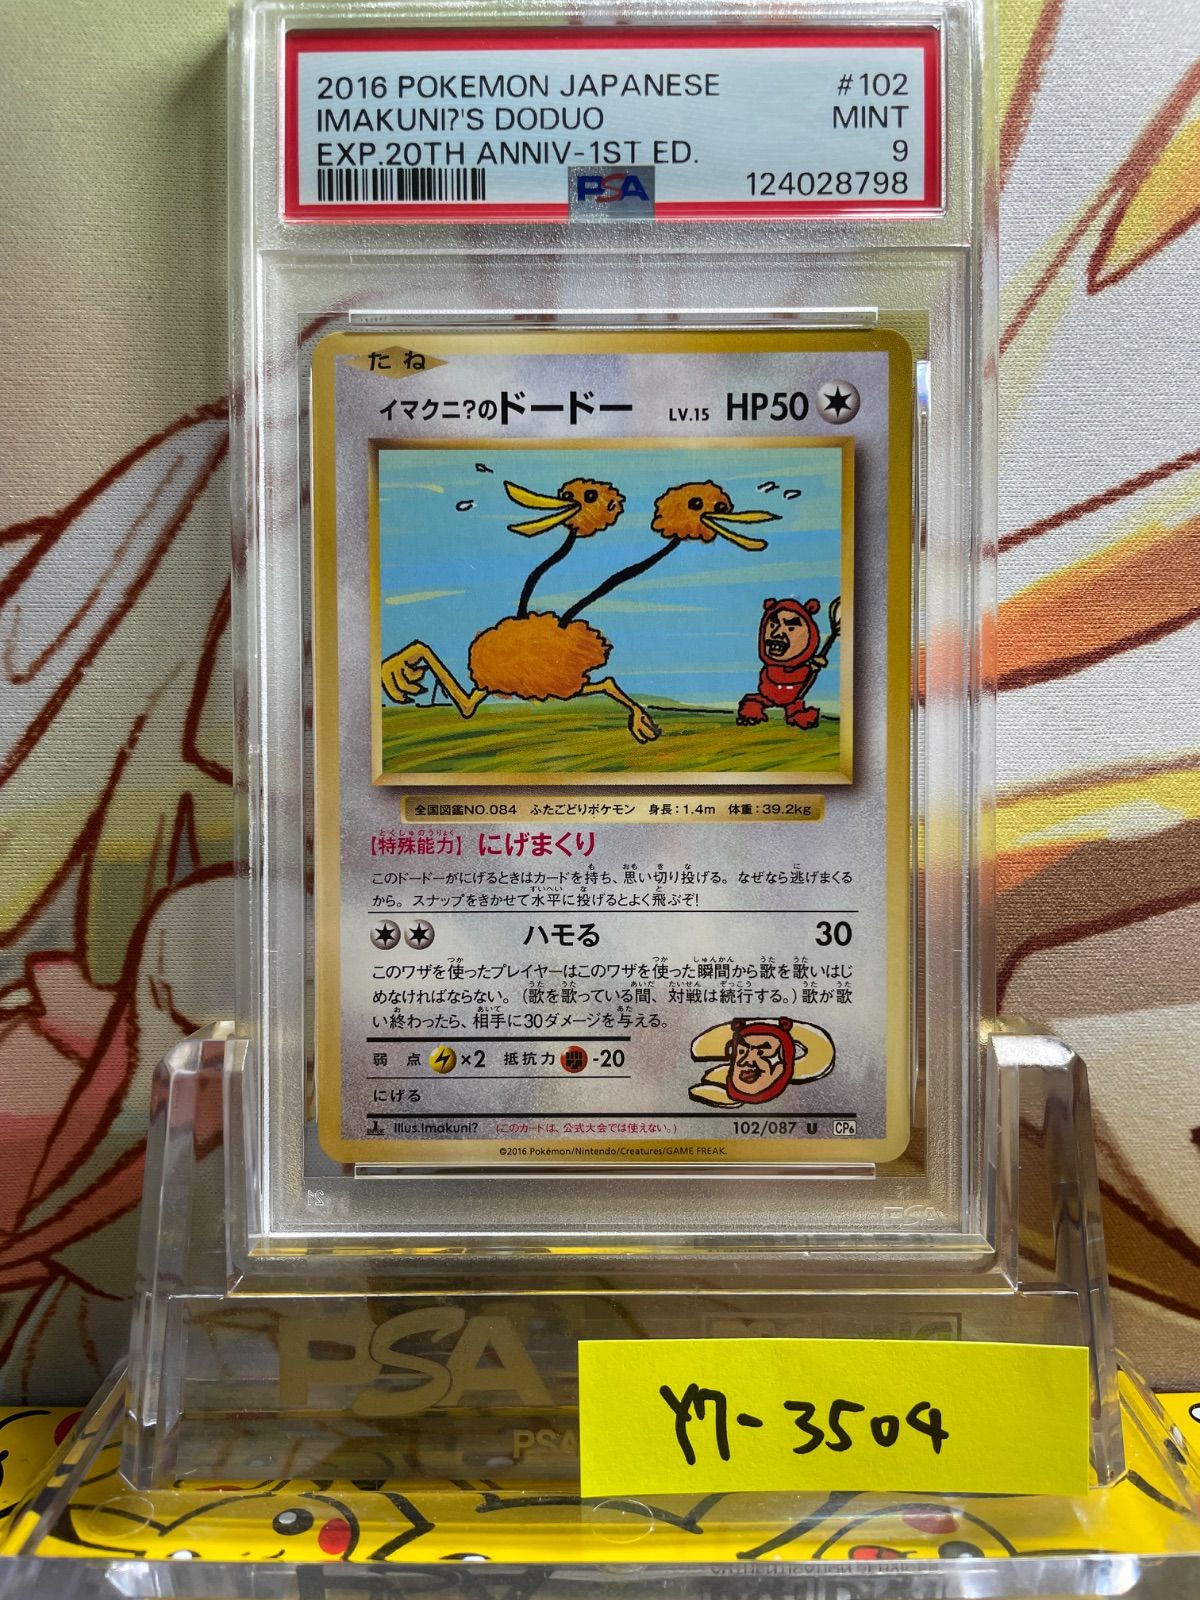 2016 POKEMON JAPANESE #102
IMAKUNI?'S DODUO MINT
EXP.20TH ANNIV-1ST ED. 9
PSA 124028798
たね
イマクニ?のドードー LV.15 HP50
全国図鑑NO.084 ふたごどりポケモン 身長:1.4m 体重:39.2kg
とくしゅのうりょく
【特殊能力】 にげまくり
このドードーがにげるときはカードを持ち、思い切り投げる。なぜなら逃げまくる
から。スナップをきかせて水平に投げるとよく飛ぶぞ!
ハモる 30
このワザを使ったプレイヤーはこのワザを使った瞬間から歌を歌いはじ
めなければならない。(歌を歌っている間、対戦は続行する。)歌が歌
い終わったら、相手に30ダメージを与える。
弱点 ×2 抵抗力 -20
にげる
Illus.Imakuni? (このカードは、公式大会では使えない。) 102/087 U CP6
©2016 Pokémon/Nintendo/Creatures/GAME FREAK.
PSA
PSA
PSA
-3504